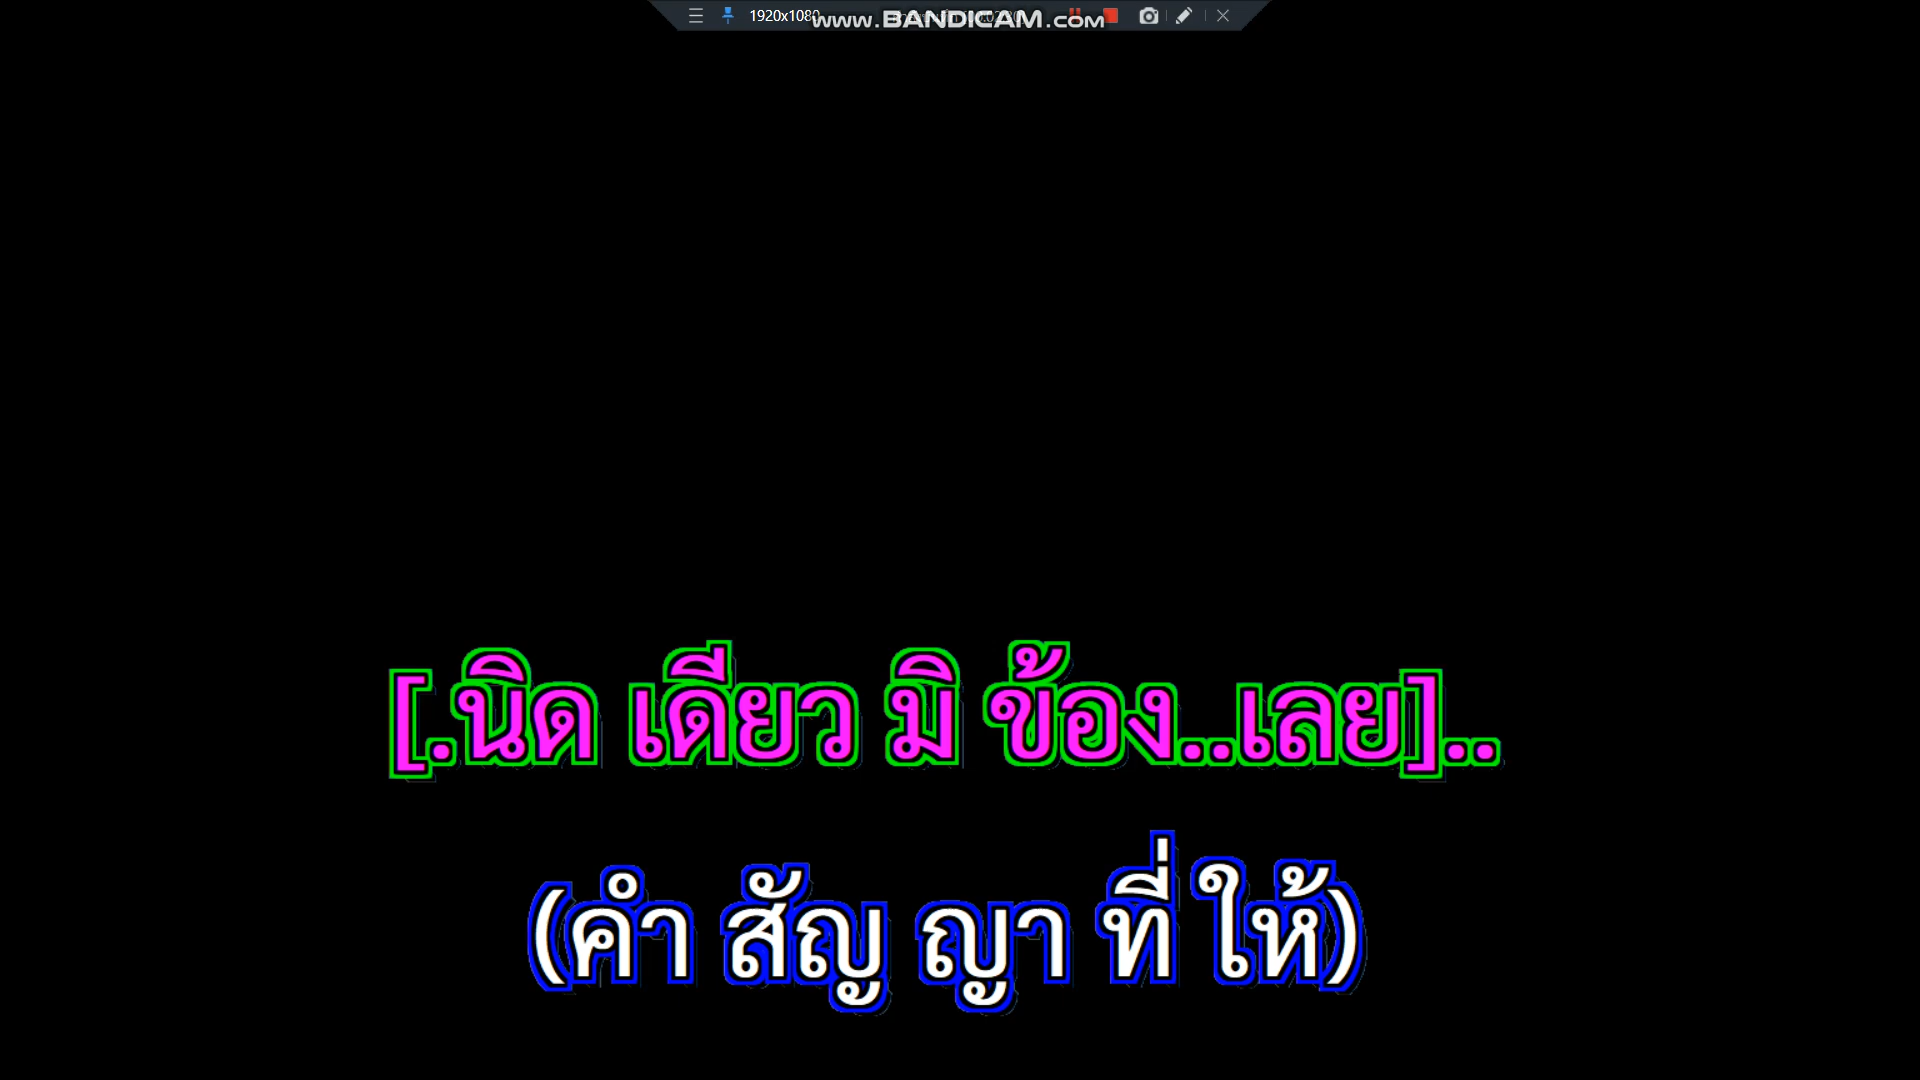 1920x1080
www.BANDICAM.com
[.นิด เดียว มิ ข้อง..เลย]..
(คำ สัญ ญา ที่ ให้)